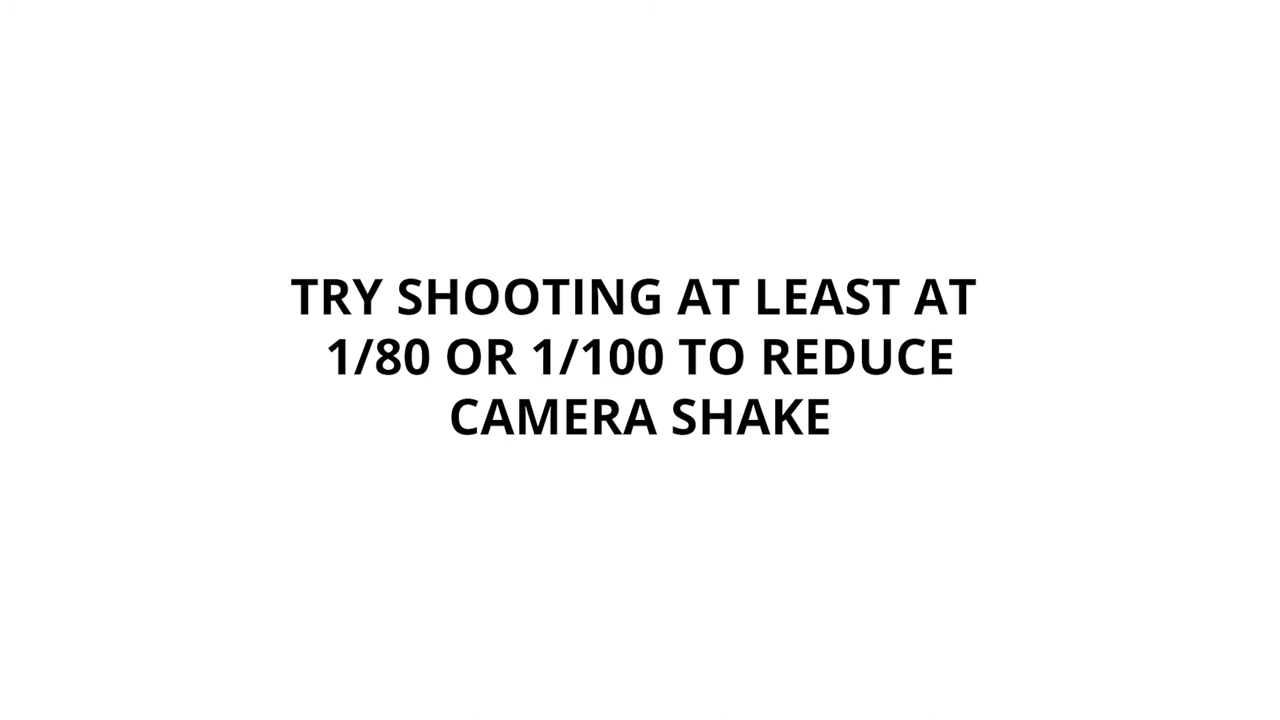 TRY SHOOTING AT LEAST AT
1/80 OR 1/100 TO REDUCE
CAMERA SHAKE